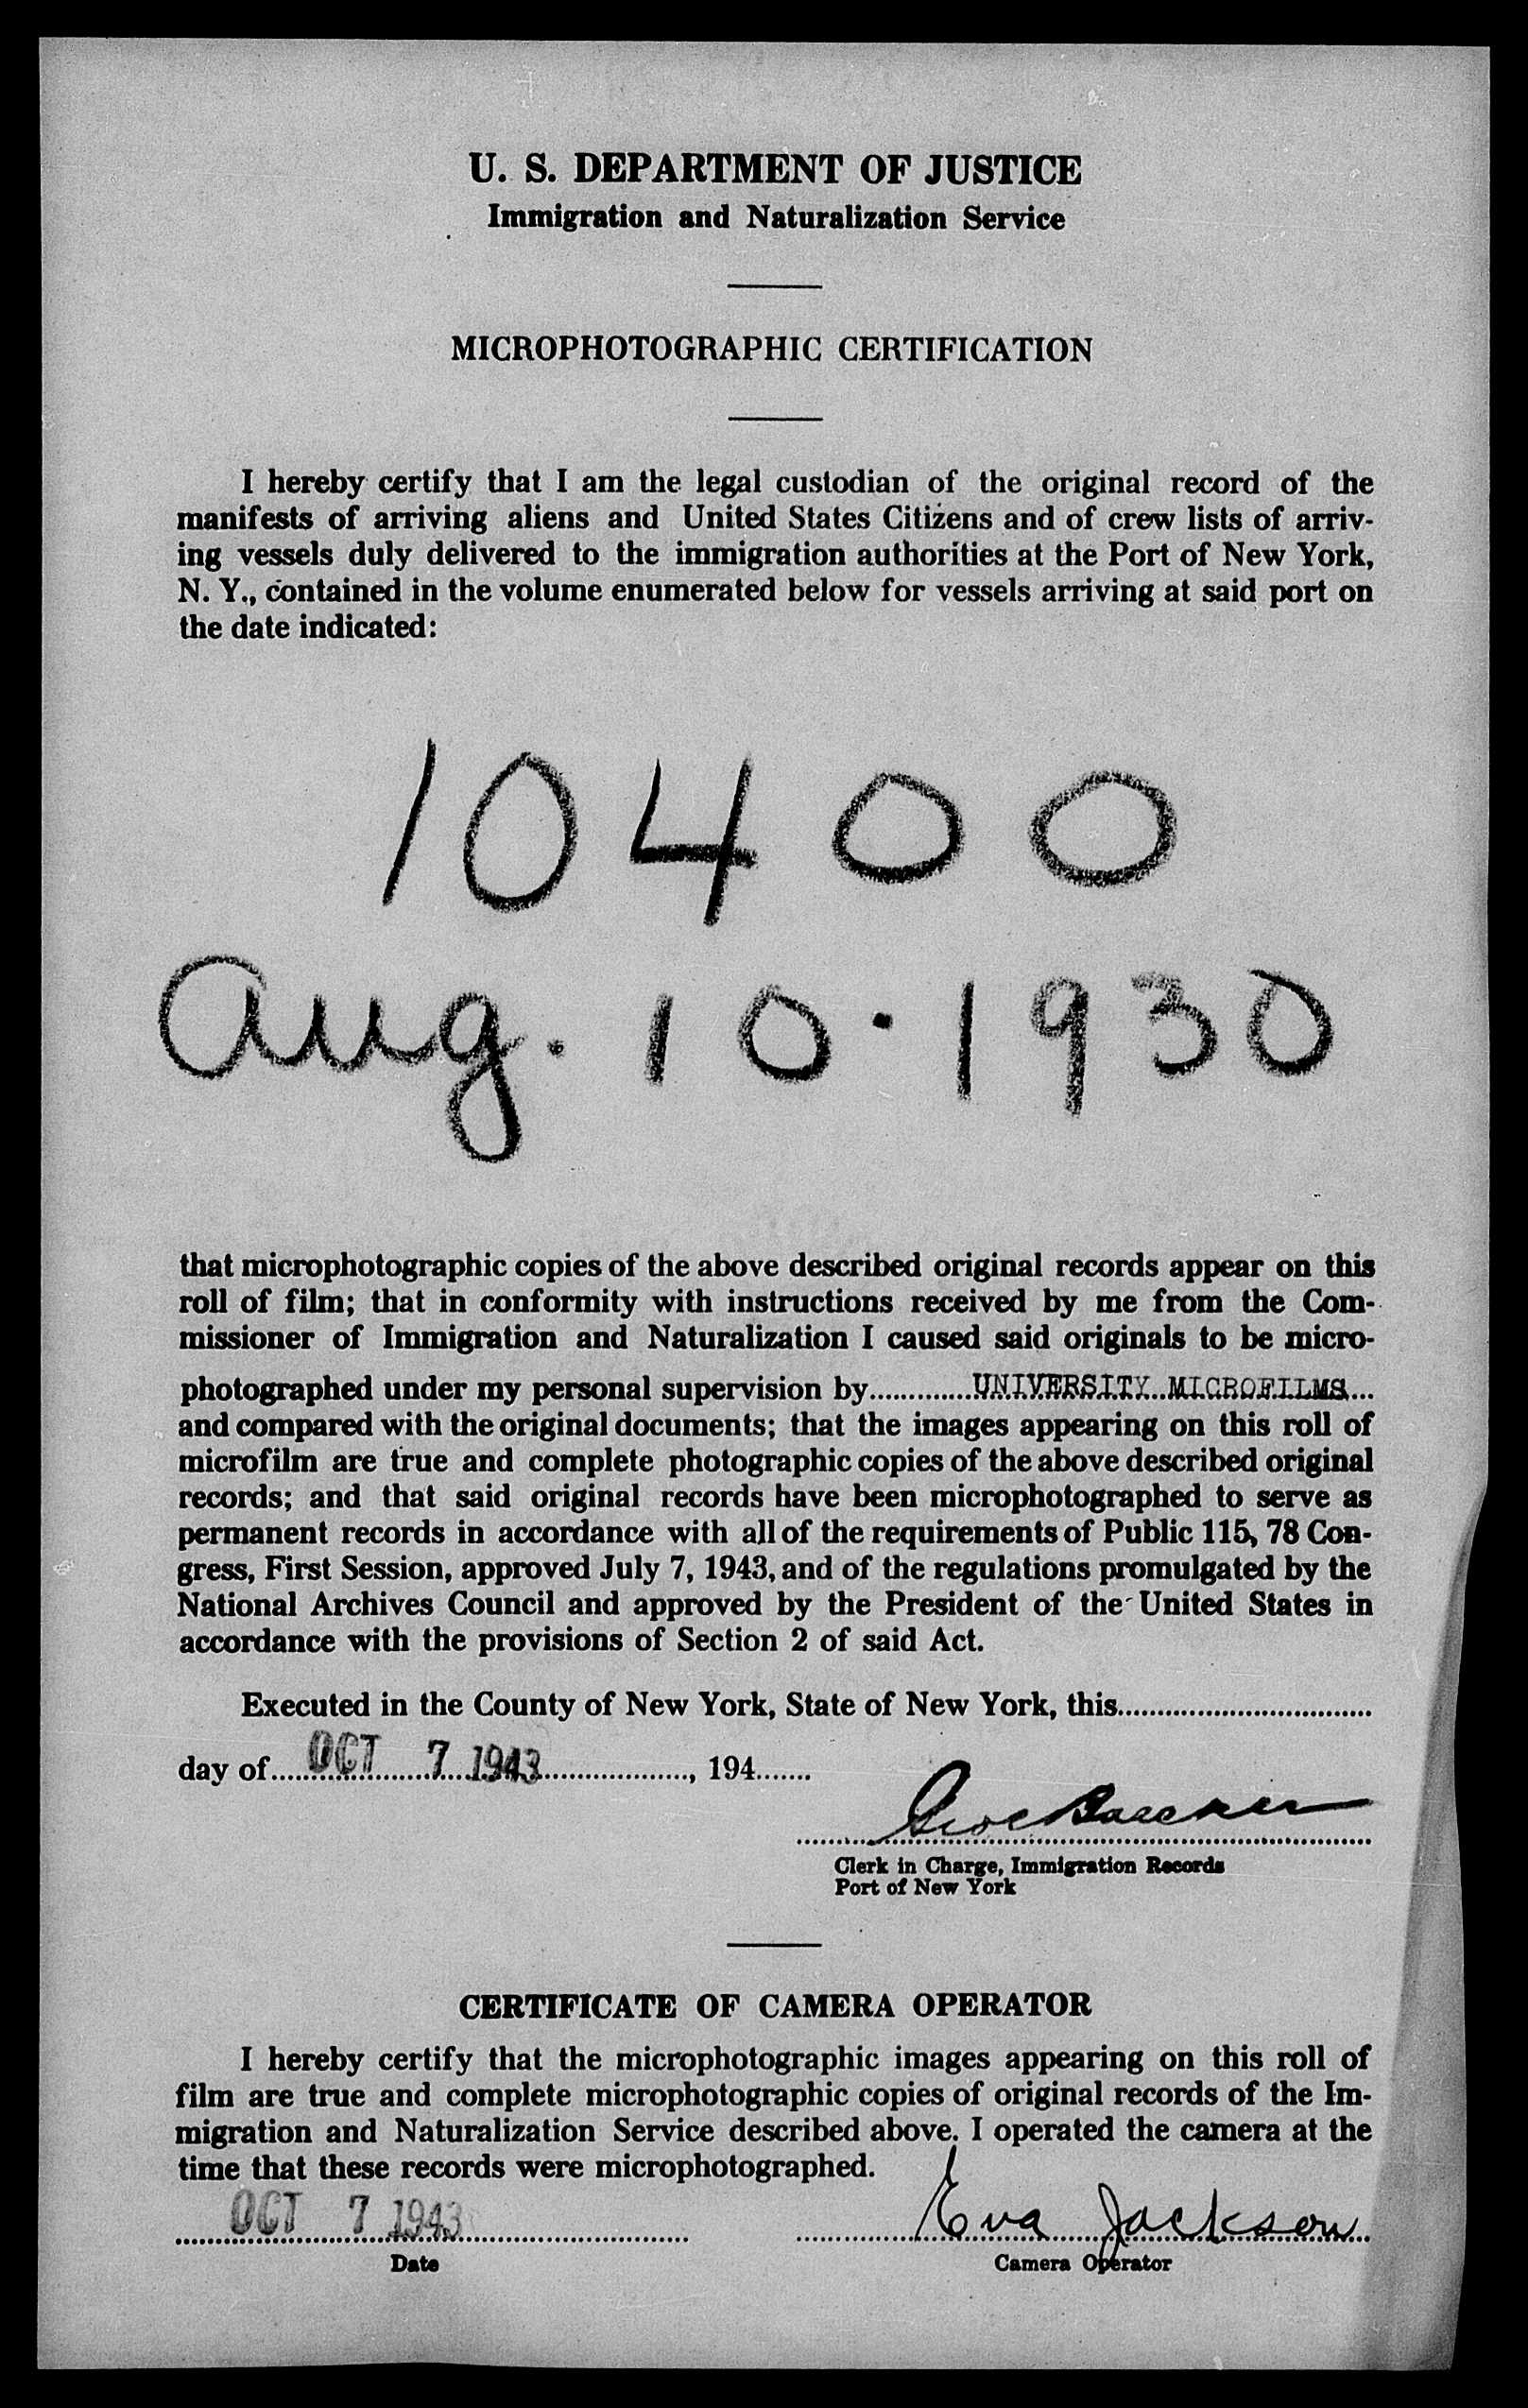 U. S. DEPARTMENT OF JUSTICE
Immigration and Naturalization Service
MICROPHOTOGRAPHIC CERTIFICATION
I hereby certify that I am the legal custodian of the original record of the
manifests of arriving aliens and United States Citizens and of crew lists of arriv-
ing vessels duly delivered to the immigration authorities at the Port of New York,
N. Y., contained in the volume enumerated below for vessels arriving at said port on
the date indicated:
10400
Aug. 10 · 1930
that microphotographic copies of the above described original records appear on this
roll of film; that in conformity with instructions received by me from the Com-
missioner of Immigration and Naturalization I caused said originals to be micro-
photographed under my personal supervision by.............UNIVERSITY MICROFILMS...
and compared with the original documents; that the images appearing on this roll of
microfilm are true and complete photographic copies of the above described original
records; and that said original records have been microphotographed to serve as
permanent records in accordance with all of the requirements of Public 115, 78 Con-
gress, First Session, approved July 7, 1943, and of the regulations promulgated by the
National Archives Council and approved by the President of the United States in
accordance with the provisions of Section 2 of said Act.
Executed in the County of New York, State of New York, this................................
day of....OCT 7 1943..................., 194.......
Clerk in Charge, Immigration Records
Port of New York
CERTIFICATE OF CAMERA OPERATOR
I hereby certify that the microphotographic images appearing on this roll of
film are true and complete microphotographic copies of original records of the Im-
migration and Naturalization Service described above. I operated the camera at the
time that these records were microphotographed.
OCT 7 1943 Eva Jackson
Date Camera Operator